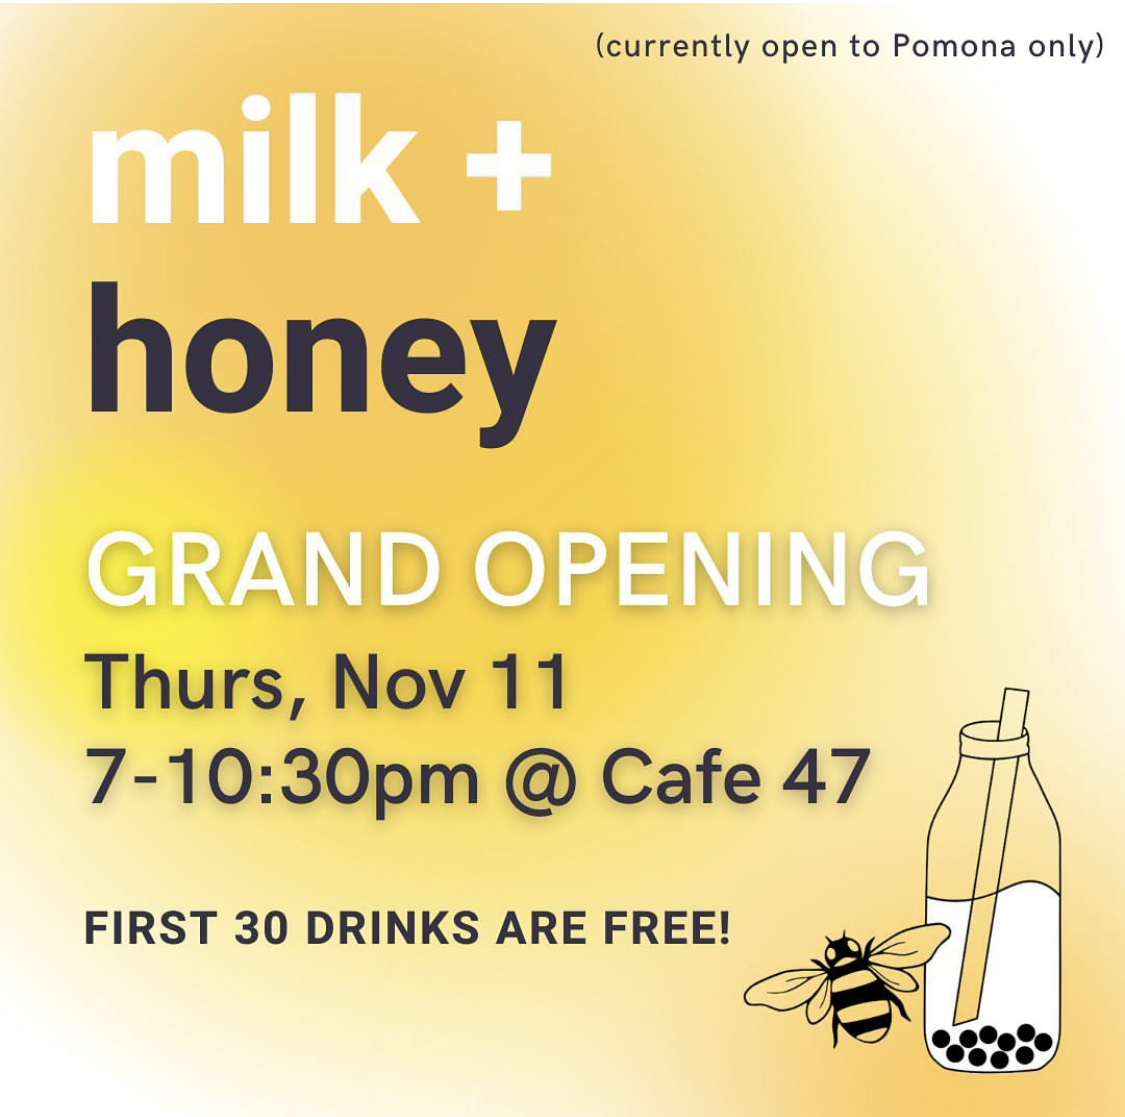 (currently open to Pomona only)
milk +
honey
GRAND OPENING
Thurs, Nov 11
7-10:30pm @ Cafe 47
FIRST 30 DRINKS ARE FREE!